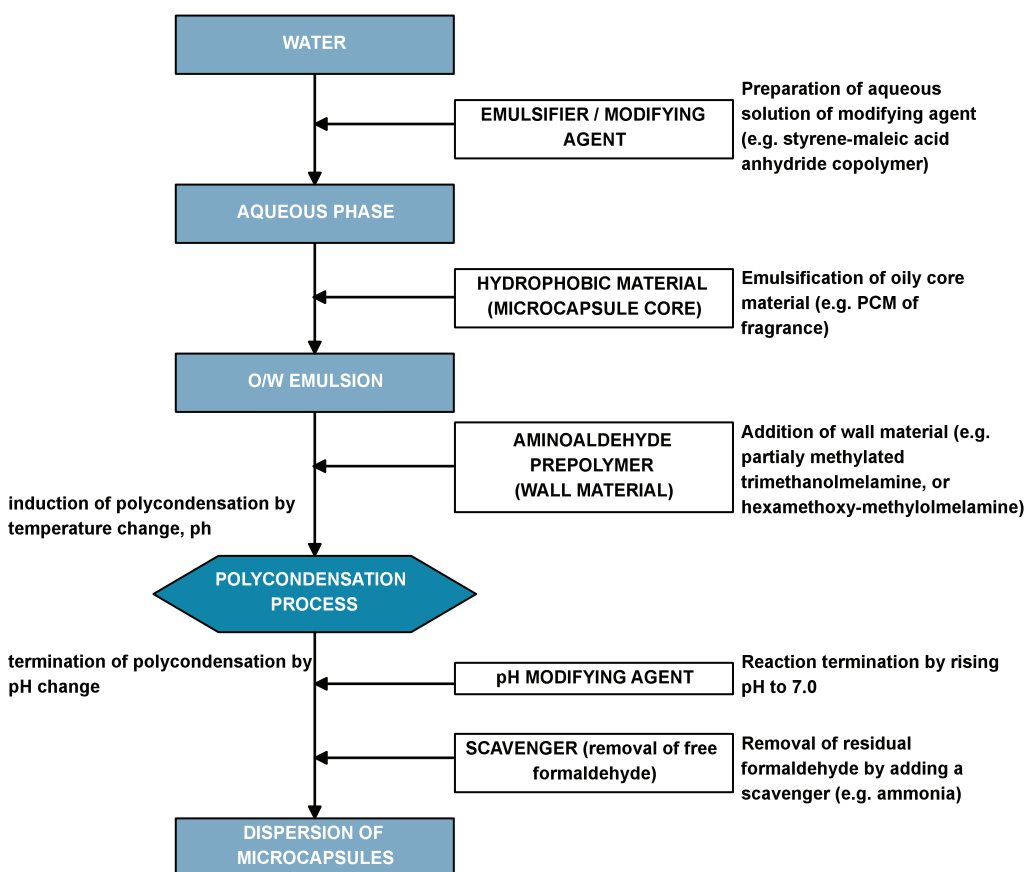 WATER
EMULSIFIER / MODIFYING
AGENT
Preparation of aqueous
solution of modifying agent
(e.g. styrene-maleic acid
anhydride copolymer)
AQUEOUS PHASE
HYDROPHOBIC MATERIAL
(MICROCAPSULE CORE)
Emulsification of oily core
material (e.g. PCM of
fragrance)
O/W EMULSION
AMINOALDEHYDE
PREPOLYMER
(WALL MATERIAL)
Addition of wall material (e.g.
partialy methylated
trimethanolmelamine, or
hexamethoxy-methylolmelamine)
induction of polycondensation by
temperature change, ph
POLYCONDENSATION
PROCESS
termination of polycondensation by
pH change
pH MODIFYING AGENT
Reaction termination by rising
pH to 7.0
SCAVENGER (removal of free
formaldehyde)
Removal of residual
formaldehyde by adding a
scavenger (e.g. ammonia)
DISPERSION OF
MICROCAPSULES